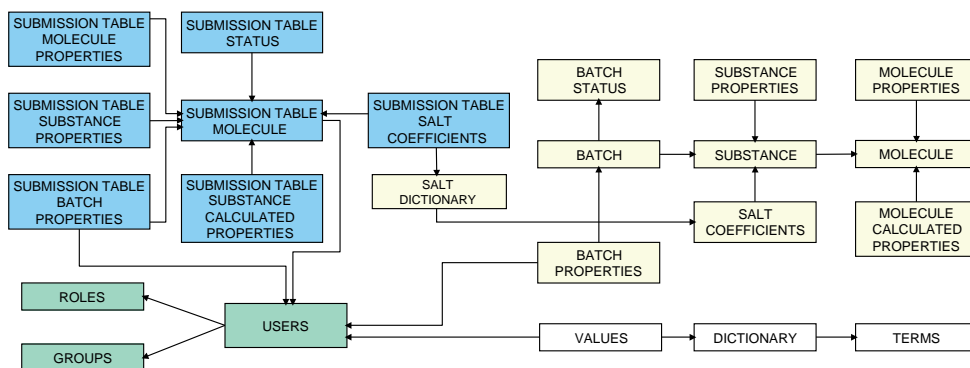 SUBMISSION TABLE
MOLECULE
PROPERTIES
SUBMISSION TABLE
STATUS
SUBMISSION TABLE
SUBSTANCE
PROPERTIES
SUBMISSION TABLE
MOLECULE
SUBMISSION TABLE
SALT
COEFFICIENTS
SUBMISSION TABLE
BATCH
PROPERTIES
SUBMISSION TABLE
SUBSTANCE
CALCULATED
PROPERTIES
SALT
DICTIONARY
BATCH
STATUS
SUBSTANCE
PROPERTIES
MOLECULE
PROPERTIES
BATCH
SUBSTANCE
MOLECULE
SALT
COEFFICIENTS
MOLECULE
CALCULATED
PROPERTIES
BATCH
PROPERTIES
ROLES
USERS
GROUPS
VALUES
DICTIONARY
TERMS